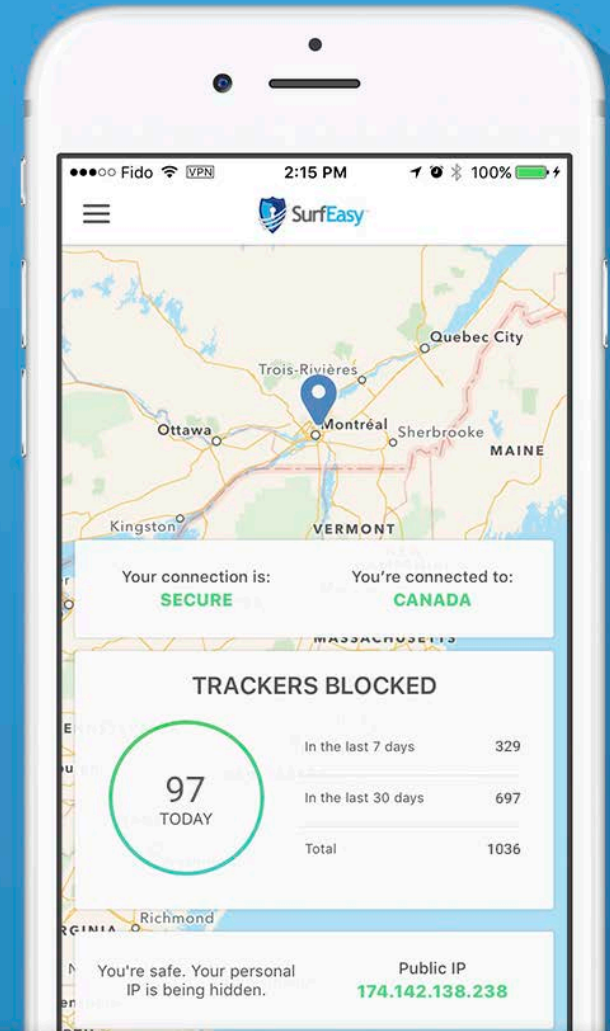 ●●●○○ Fido VPN 2:15 PM 100%
SurfEasy
Quebec City
Trois-Rivières
Ottawa
Montréal
Sherbrooke
MAINE
Kingston
VERMONT
Your connection is: You're connected to:
SECURE CANADA
MASSACHUSETTS
TRACKERS BLOCKED
97
TODAY
In the last 7 days 329
In the last 30 days 697
Total 1036
Richmond
You're safe. Your personal
IP is being hidden.
Public IP
174.142.138.238